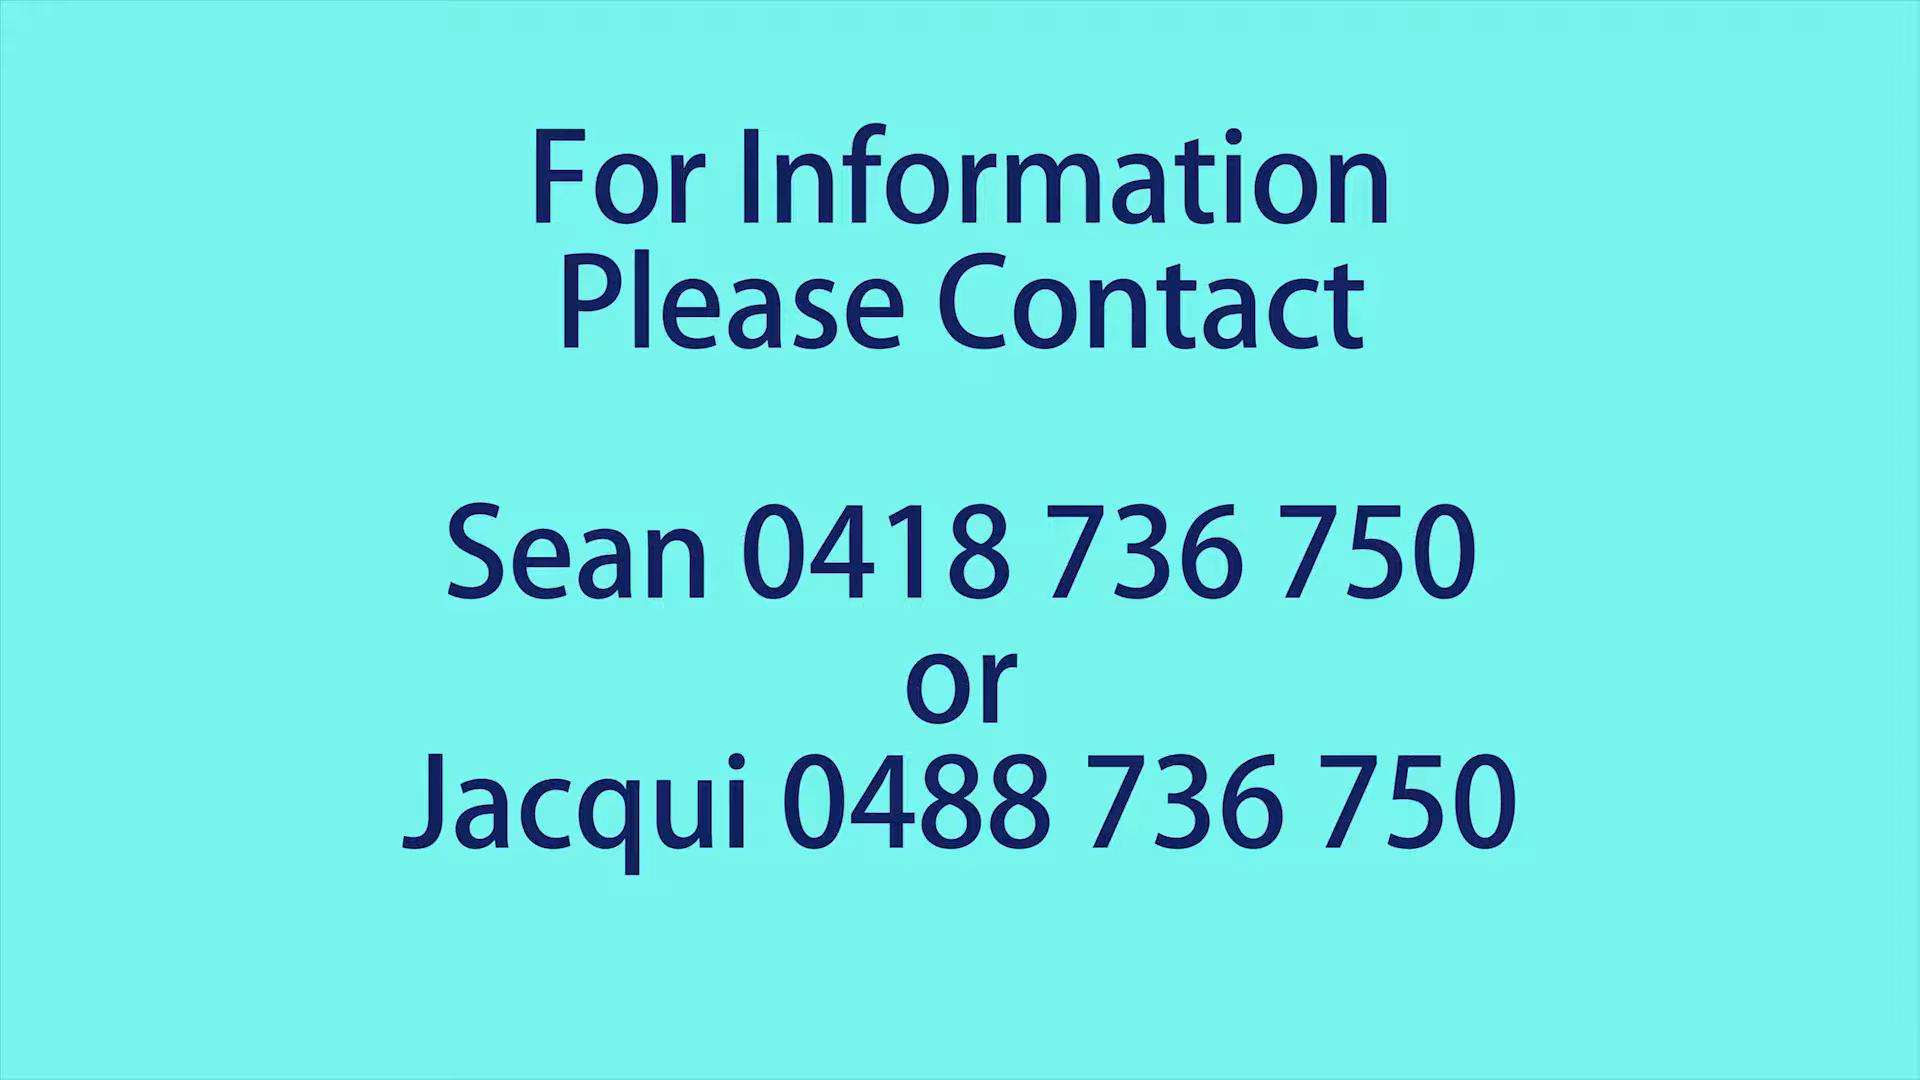 For Information
Please Contact
Sean 0418 736 750
or
Jacqui 0488 736 750